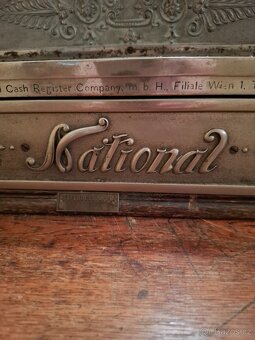 Cash Register Company, m. b. H., Filiale Wien I.
National